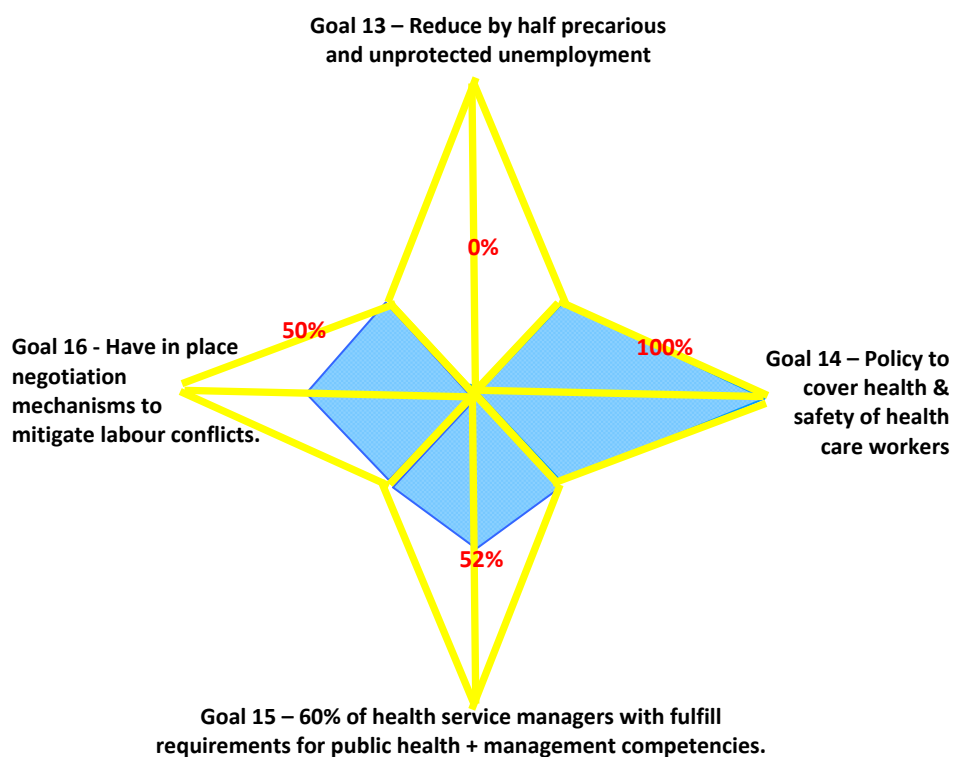 Goal 13 – Reduce by half precarious
and unprotected unemployment
0%
50%
100%
Goal 16 - Have in place
negotiation
mechanisms to
mitigate labour conflicts.
Goal 14 – Policy to
cover health &
safety of health
care workers
52%
Goal 15 – 60% of health service managers with fulfill
requirements for public health + management competencies.